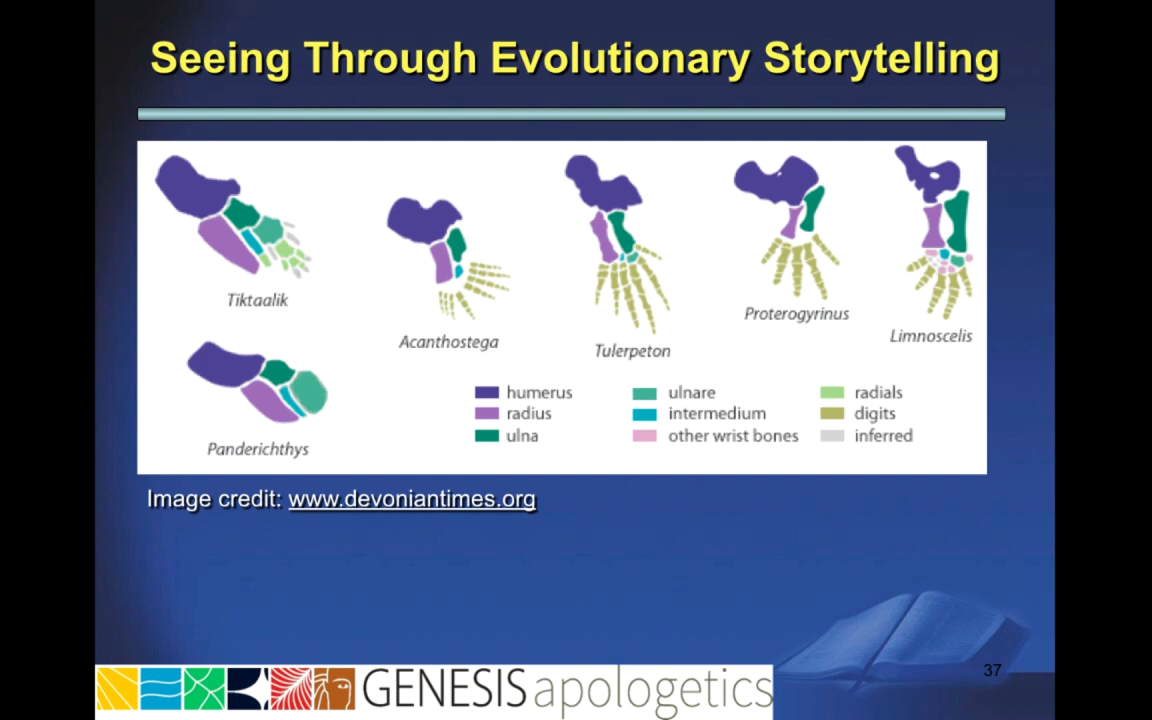 Seeing Through Evolutionary Storytelling
Tiktaalik
Acanthostega
Tulerpeton
Proterogyrinus
Limnoscelis
Panderichthys
humerus
radius
ulna
ulnare
intermedium
other wrist bones
radials
digits
inferred
Image credit: www.devoniantimes.org
GENESIS apologetics
37